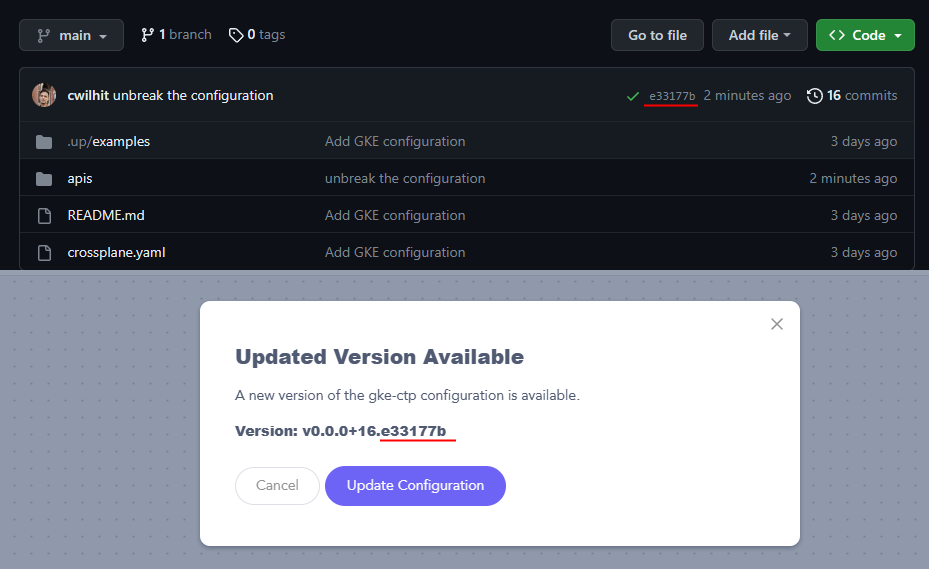 main 1 branch 0 tags Go to file Add file Code
cwilhit unbreak the configuration e33177b 2 minutes ago 16 commits
.up/examples Add GKE configuration 3 days ago
apis unbreak the configuration 2 minutes ago
README.md Add GKE configuration 3 days ago
crossplane.yaml Add GKE configuration 3 days ago
Updated Version Available
A new version of the gke-ctp configuration is available.
Version: v0.0.0+16.e33177b
Cancel Update Configuration